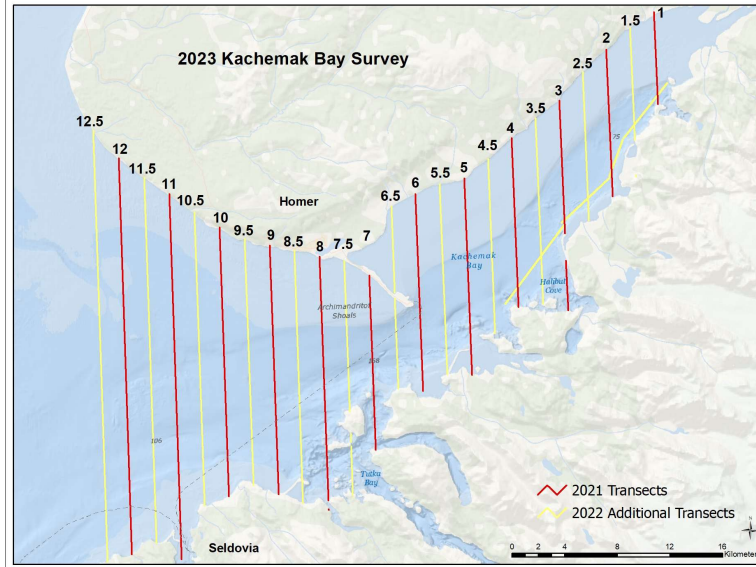 2023 Kachemak Bay Survey
1
1.5
2
2.5
3
3.5
4
4.5
5
5.5
6
6.5
7
7.5
8
8.5
9
9.5
10
10.5
11
11.5
12
12.5
75
Homer
Kachemak
Bay
Halibut
Cove
Archimandritof
Shoals
168
106
Tutka
Bay
Seldovia
2021 Transects
2022 Additional Transects
0 2 4 8 12 16
Kilometers